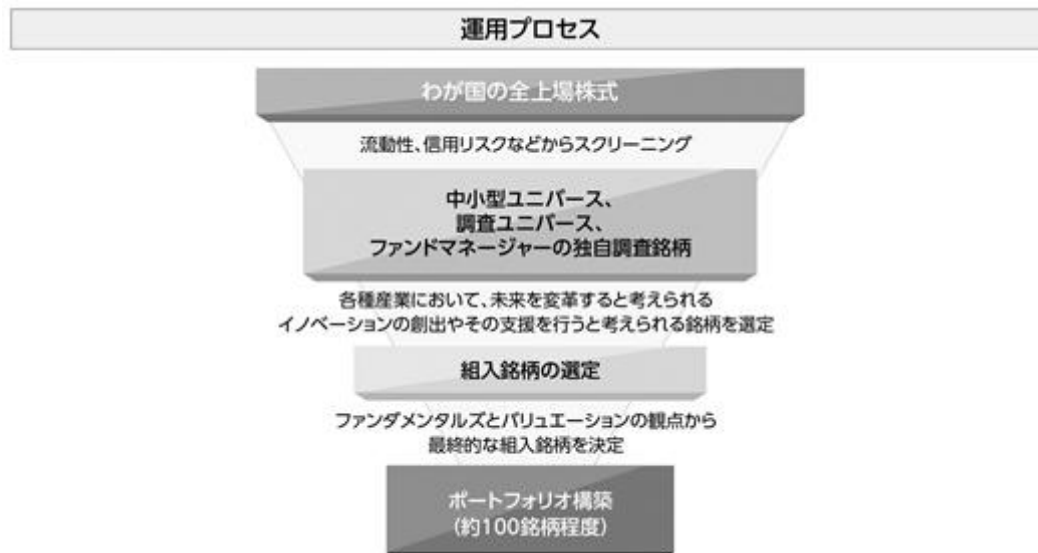 運用プロセス
わが国の全上場株式
流動性、信用リスクなどからスクリーニング
中小型ユニバース、
調査ユニバース、
ファンドマネージャーの独自調査銘柄
各種産業において、未来を変革すると考えられる
イノベーションの創出やその支援を行うと考えられる銘柄を選定
組入銘柄の選定
ファンダメンタルズとバリュエーションの観点から
最終的な組入銘柄を決定
ポートフォリオ構築
(約100銘柄程度)